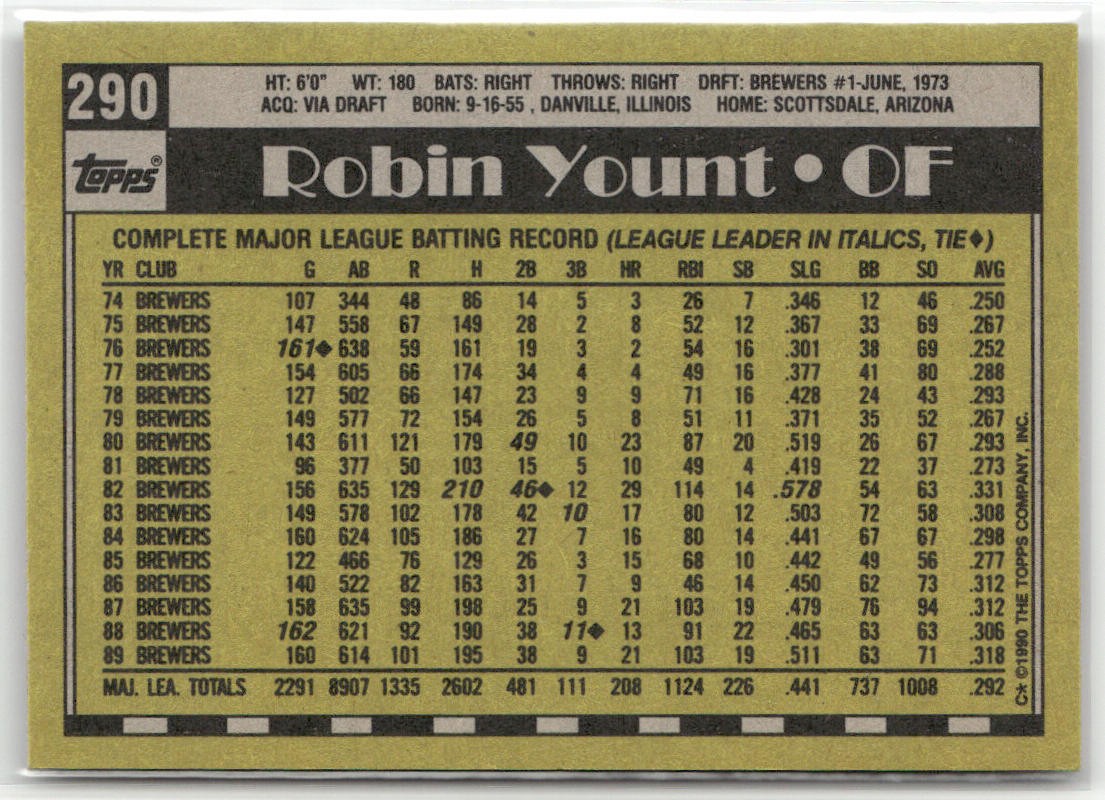 290
HT: 6'0" WT: 180 BATS: RIGHT THROWS: RIGHT DRFT: BREWERS #1-JUNE, 1973
ACQ: VIA DRAFT BORN: 9-16-55 , DANVILLE, ILLINOIS HOME: SCOTTSDALE, ARIZONA
Topps®
Robin Yount • OF
COMPLETE MAJOR LEAGUE BATTING RECORD (LEAGUE LEADER IN ITALICS, TIE♦)
YR CLUB G AB R H 2B 3B HR RBI SB SLG BB SO AVG
74 BREWERS 107 344 48 86 14 5 3 26 7 .346 12 46 .250
75 BREWERS 147 558 67 149 28 2 8 52 12 .367 33 69 .267
76 BREWERS 161♦ 638 59 161 19 3 2 54 16 .301 38 69 .252
77 BREWERS 154 605 66 174 34 4 4 49 16 .377 41 80 .288
78 BREWERS 127 502 66 147 23 9 9 71 16 .428 24 43 .293
79 BREWERS 149 577 72 154 26 5 8 51 11 .371 35 52 .267
80 BREWERS 143 611 121 179 49 10 23 87 20 .519 26 67 .293
81 BREWERS 96 377 50 103 15 5 10 49 4 .419 22 37 .273
82 BREWERS 156 635 129 210 46♦ 12 29 114 14 .578 54 63 .331
83 BREWERS 149 578 102 178 42 10 17 80 12 .503 72 58 .308
84 BREWERS 160 624 105 186 27 7 16 80 14 .441 67 67 .298
85 BREWERS 122 466 76 129 26 3 15 68 10 .442 49 56 .277
86 BREWERS 140 522 82 163 31 7 9 46 14 .450 62 73 .312
87 BREWERS 158 635 99 198 25 9 21 103 19 .479 76 94 .312
88 BREWERS 162 621 92 190 38 11♦ 13 91 22 .465 63 63 .306
89 BREWERS 160 614 101 195 38 9 21 103 19 .511 63 71 .318
MAJ. LEA. TOTALS 2291 8907 1335 2602 481 111 208 1124 226 .441 737 1008 .292
C* ©1990 THE TOPPS COMPANY, INC.